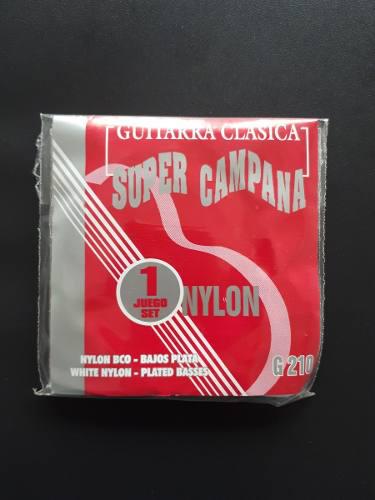 GUITARRA CLASICA
SUPER CAMPANA
1
JUEGO
SET
NYLON
NYLON BCO - BAJOS PLATA
WHITE NYLON - PLATED BASSES
G 210